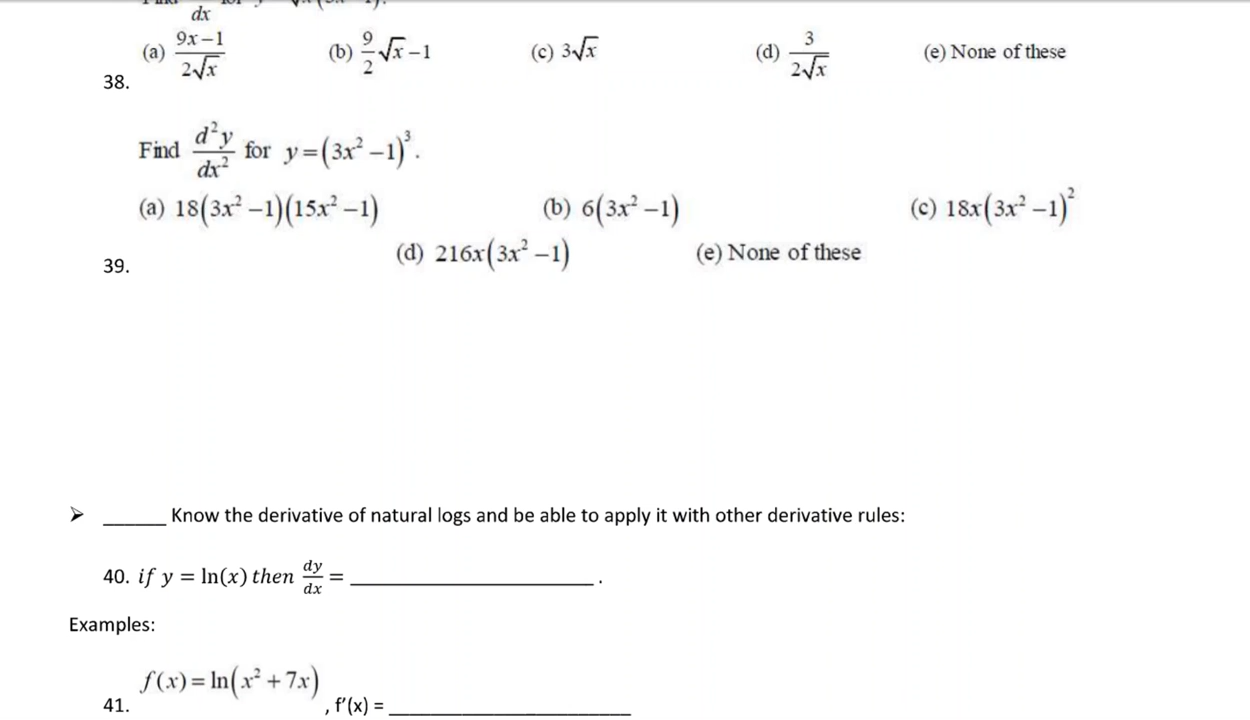 dx
(a) 9x−1 / 2√x (b) 9/2 √x −1 (c) 3√x (d) 3 / 2√x (e) None of these
38.
Find d²y/dx² for y=(3x² −1)³.
(a) 18(3x² −1)(15x² −1) (b) 6(3x² −1) (c) 18x(3x² −1)²
(d) 216x(3x² −1) (e) None of these
39.
➢ ______ Know the derivative of natural logs and be able to apply it with other derivative rules:
40. if y = ln(x) then dy/dx = ______________________.
Examples:
f(x) = ln(x² + 7x)
41. , f'(x) = ______________________